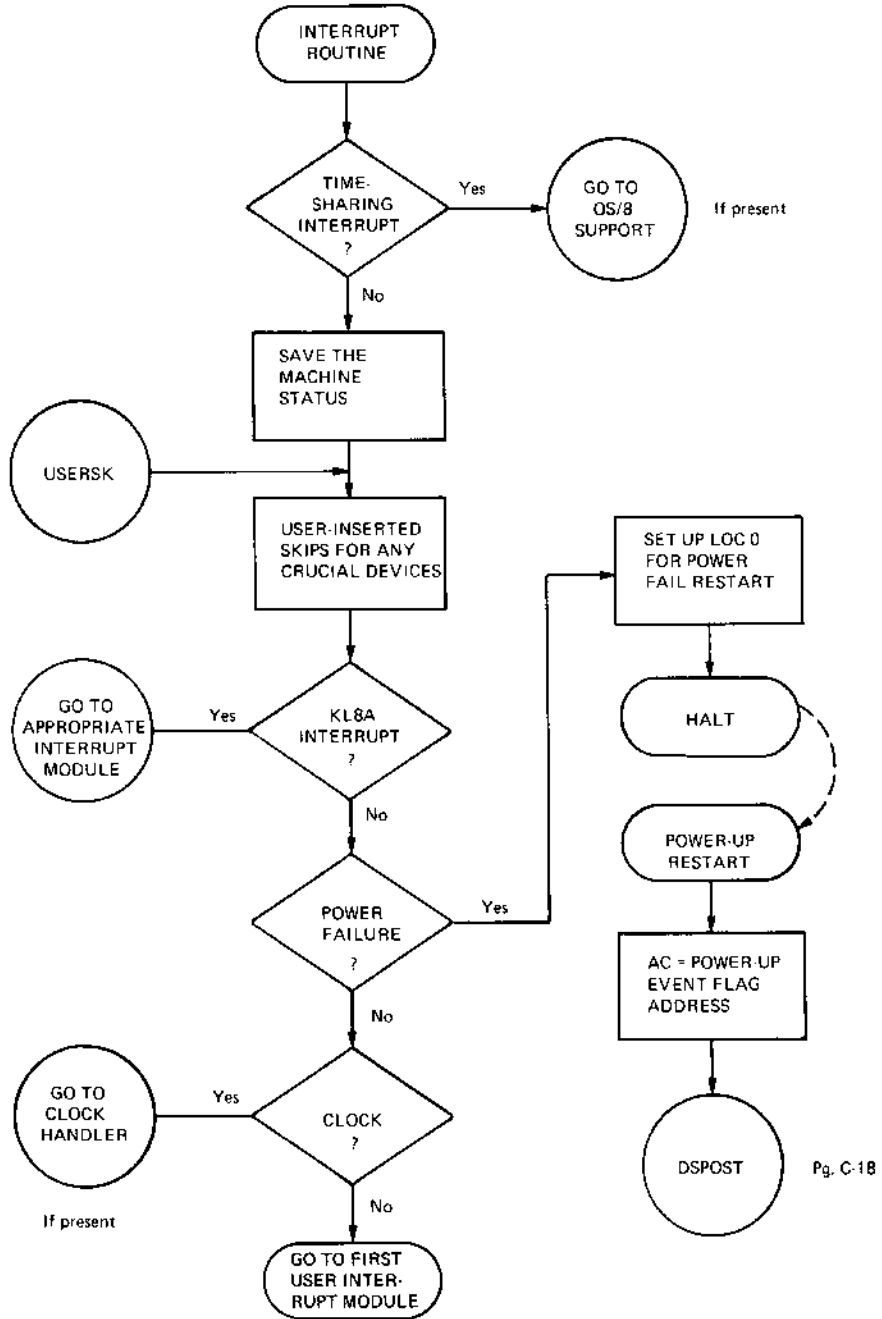 INTERRUPT
ROUTINE
TIME-
SHARING
INTERRUPT
?
Yes
GO TO
OS/8
SUPPORT
If present
No
SAVE THE
MACHINE
STATUS
USERSK
USER-INSERTED
SKIPS FOR ANY
CRUCIAL DEVICES
SET UP LOC 0
FOR POWER
FAIL RESTART
GO TO
APPROPRIATE
INTERRUPT
MODULE
Yes
KL8A
INTERRUPT
?
HALT
No
POWER-UP
RESTART
POWER
FAILURE
?
Yes
AC = POWER-UP
EVENT FLAG
ADDRESS
No
GO TO
CLOCK
HANDLER
Yes
CLOCK
?
DSPOST
Pg. C-18
If present
No
GO TO FIRST
USER INTER-
RUPT MODULE